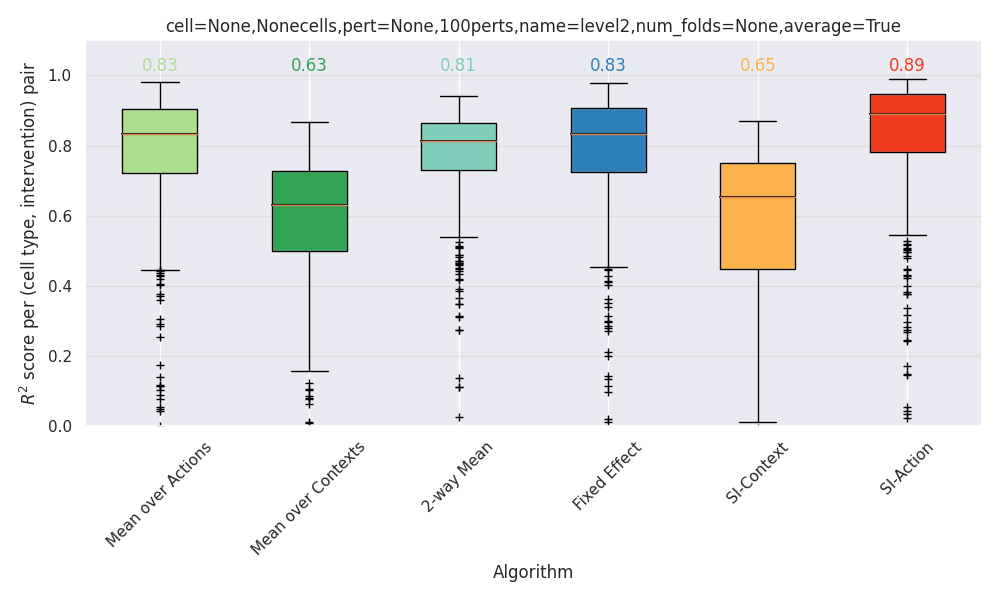 cell=None,Nonecells,pert=None,100perts,name=level2,num_folds=None,average=True
0.83 0.63 0.81 0.83 0.65 0.89
1.0
0.8
0.6
0.4
0.2
0.0
R² score per (cell type, intervention) pair
Mean over Actions
Mean over Contexts
2-way Mean
Fixed Effect
SI-Context
SI-Action
Algorithm